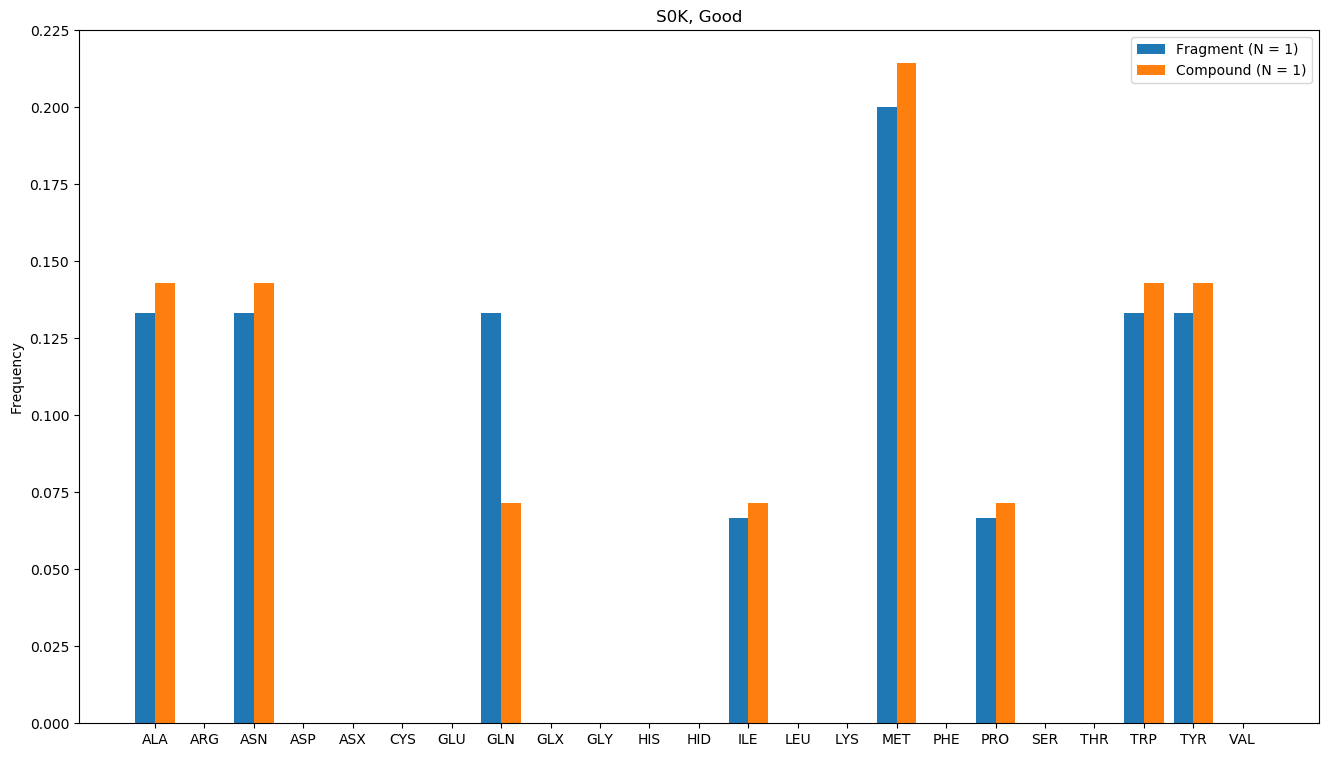 S0K, Good
Fragment (N = 1)
Compound (N = 1)
Frequency
0.225
0.200
0.175
0.150
0.125
0.100
0.075
0.050
0.025
0.000
ALA ARG ASN ASP ASX CYS GLU GLN GLX GLY HIS HID ILE LEU LYS MET PHE PRO SER THR TRP TYR VAL